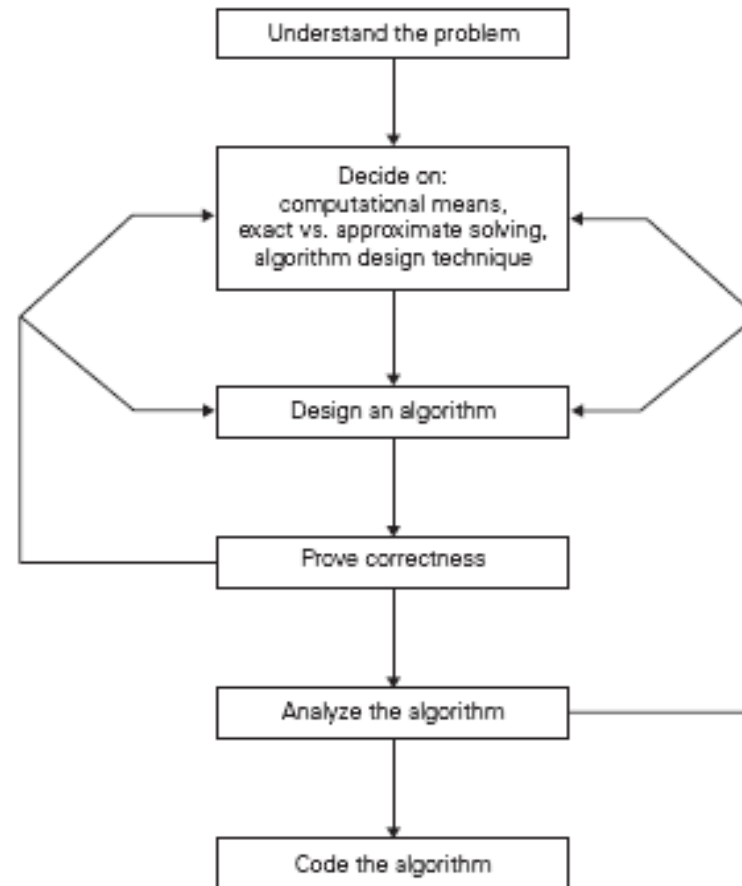 Understand the problem
Decide on:
computational means,
exact vs. approximate solving,
algorithm design technique
Design an algorithm
Prove correctness
Analyze the algorithm
Code the algorithm